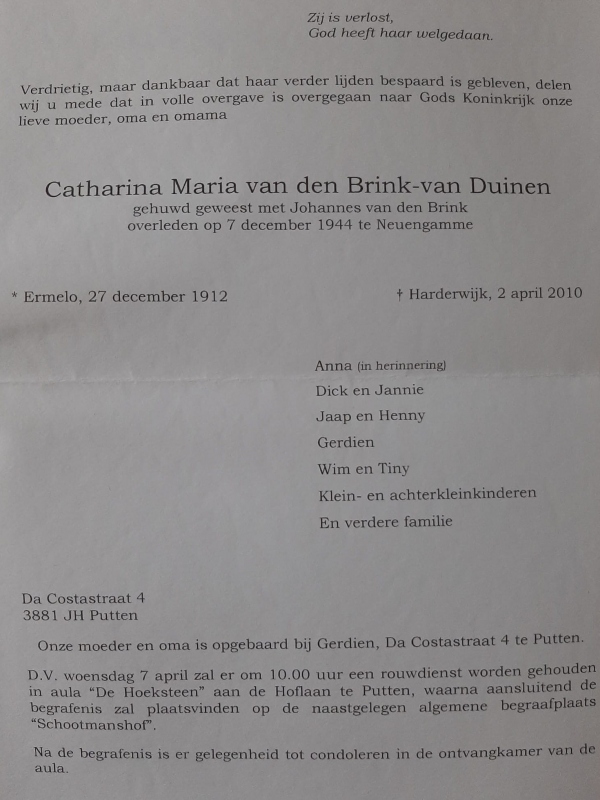 Zij is verlost,
God heeft haar welgedaan.
Verdrietig, maar dankbaar dat haar verder lijden bespaard is gebleven, delen
wij u mede dat in volle overgave is overgegaan naar Gods Koninkrijk onze
lieve moeder, oma en omama
Catharina Maria van den Brink-van Duinen
gehuwd geweest met Johannes van den Brink
overleden op 7 december 1944 te Neuengamme
* Ermelo, 27 december 1912
† Harderwijk, 2 april 2010
Anna (in herinnering)
Dick en Jannie
Jaap en Henny
Gerdien
Wim en Tiny
Klein- en achterkleinkinderen
En verdere familie
Da Costastraat 4
3881 JH Putten
Onze moeder en oma is opgebaard bij Gerdien, Da Costastraat 4 te Putten.
D.V. woensdag 7 april zal er om 10.00 uur een rouwdienst worden gehouden
in aula “De Hoeksteen” aan de Hoflaan te Putten, waarna aansluitend de
begrafenis zal plaatsvinden op de naastgelegen algemene begraafplaats
“Schootmanshof”.
Na de begrafenis is er gelegenheid tot condoleren in de ontvangkamer van de
aula.